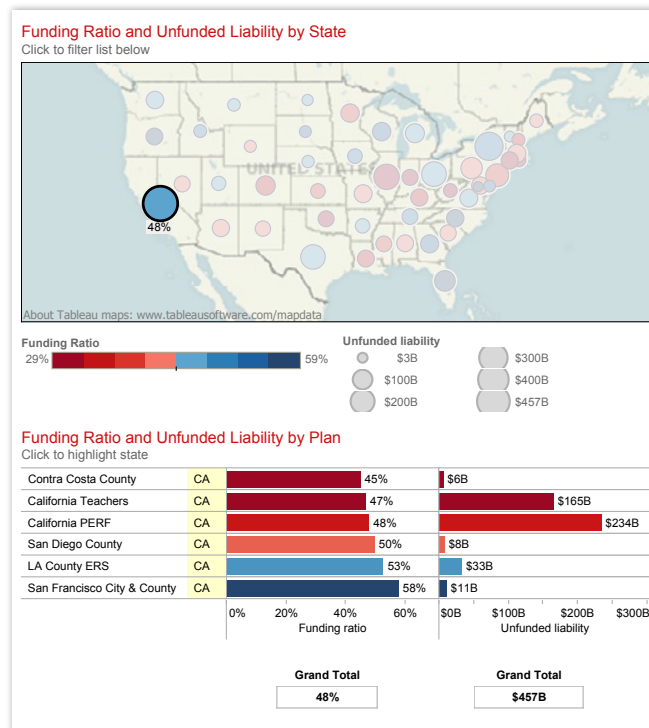 Funding Ratio and Unfunded Liability by State
Click to filter list below
UNITED STATES
48%
About Tableau maps: www.tableausoftware.com/mapdata
Funding Ratio
29% 59%
Unfunded liability
$3B $300B
$100B $400B
$200B $457B
Funding Ratio and Unfunded Liability by Plan
Click to highlight state
Contra Costa County CA 45% $6B
California Teachers CA 47% $165B
California PERF CA 48% $234B
San Diego County CA 50% $8B
LA County ERS CA 53% $33B
San Francisco City & County CA 58% $11B
0% 20% 40% 60% $0B $100B $200B $300B
Funding ratio Unfunded liability
Grand Total Grand Total
48% $457B